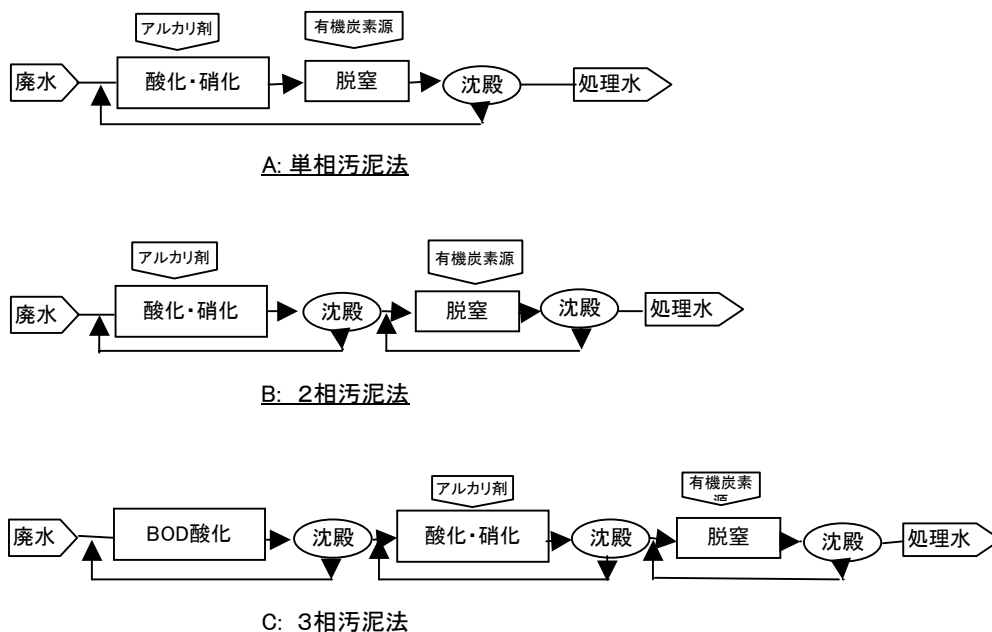 アルカリ剤
有機炭素源
廃水
酸化・硝化
脱窒
沈殿
処理水
A: 単相汚泥法
アルカリ剤
有機炭素源
廃水
酸化・硝化
沈殿
脱窒
沈殿
処理水
B: 2相汚泥法
アルカリ剤
有機炭素
源
廃水
BOD酸化
沈殿
酸化・硝化
沈殿
脱窒
沈殿
処理水
C: 3相汚泥法